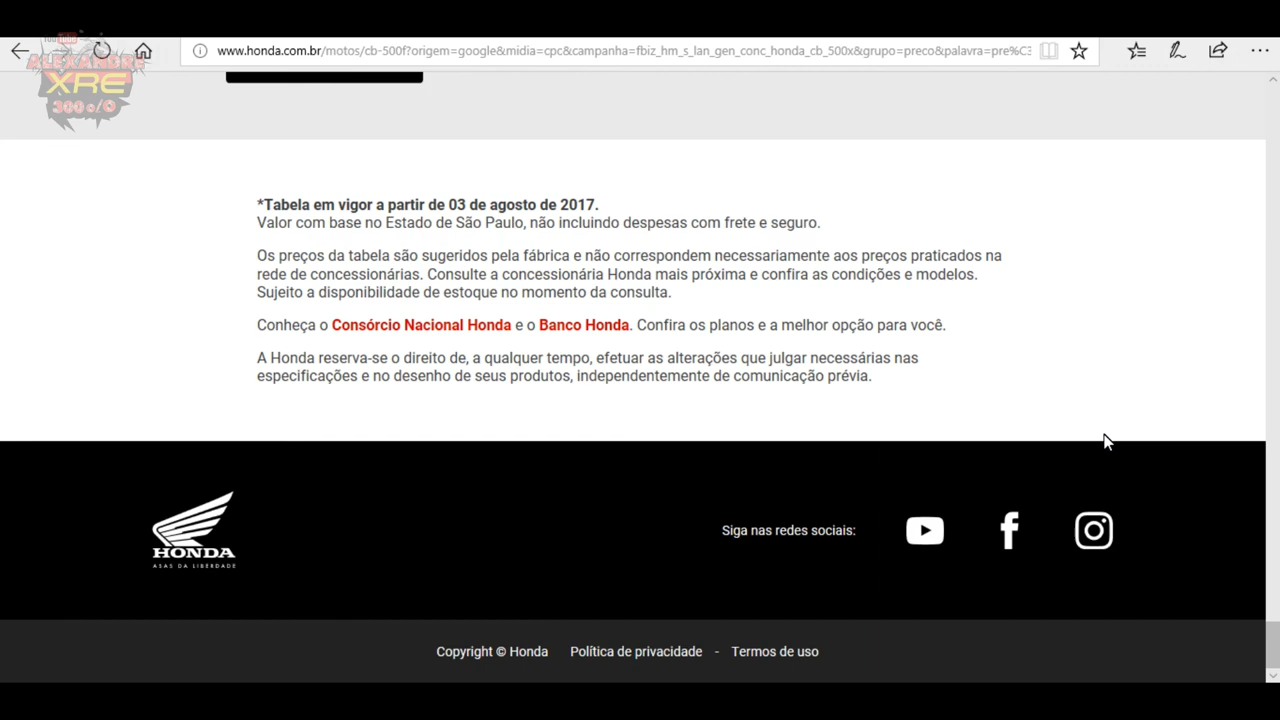 YouTube
ALEXANDRE
XRE
300 c/C
www.honda.com.br/motos/cb-500f?origem=google&midia=cpc&campanha=fbiz_hm_s_lan_gen_conc_honda_cb_500x&grupo=preco&palavra=pre%C3
*Tabela em vigor a partir de 03 de agosto de 2017.
Valor com base no Estado de São Paulo, não incluindo despesas com frete e seguro.
Os preços da tabela são sugeridos pela fábrica e não correspondem necessariamente aos preços praticados na
rede de concessionárias. Consulte a concessionária Honda mais próxima e confira as condições e modelos.
Sujeito a disponibilidade de estoque no momento da consulta.
Conheça o Consórcio Nacional Honda e o Banco Honda. Confira os planos e a melhor opção para você.
A Honda reserva-se o direito de, a qualquer tempo, efetuar as alterações que julgar necessárias nas
especificações e no desenho de seus produtos, independentemente de comunicação prévia.
HONDA
ASAS DA LIBERDADE
Siga nas redes sociais:
Copyright © Honda Política de privacidade - Termos de uso